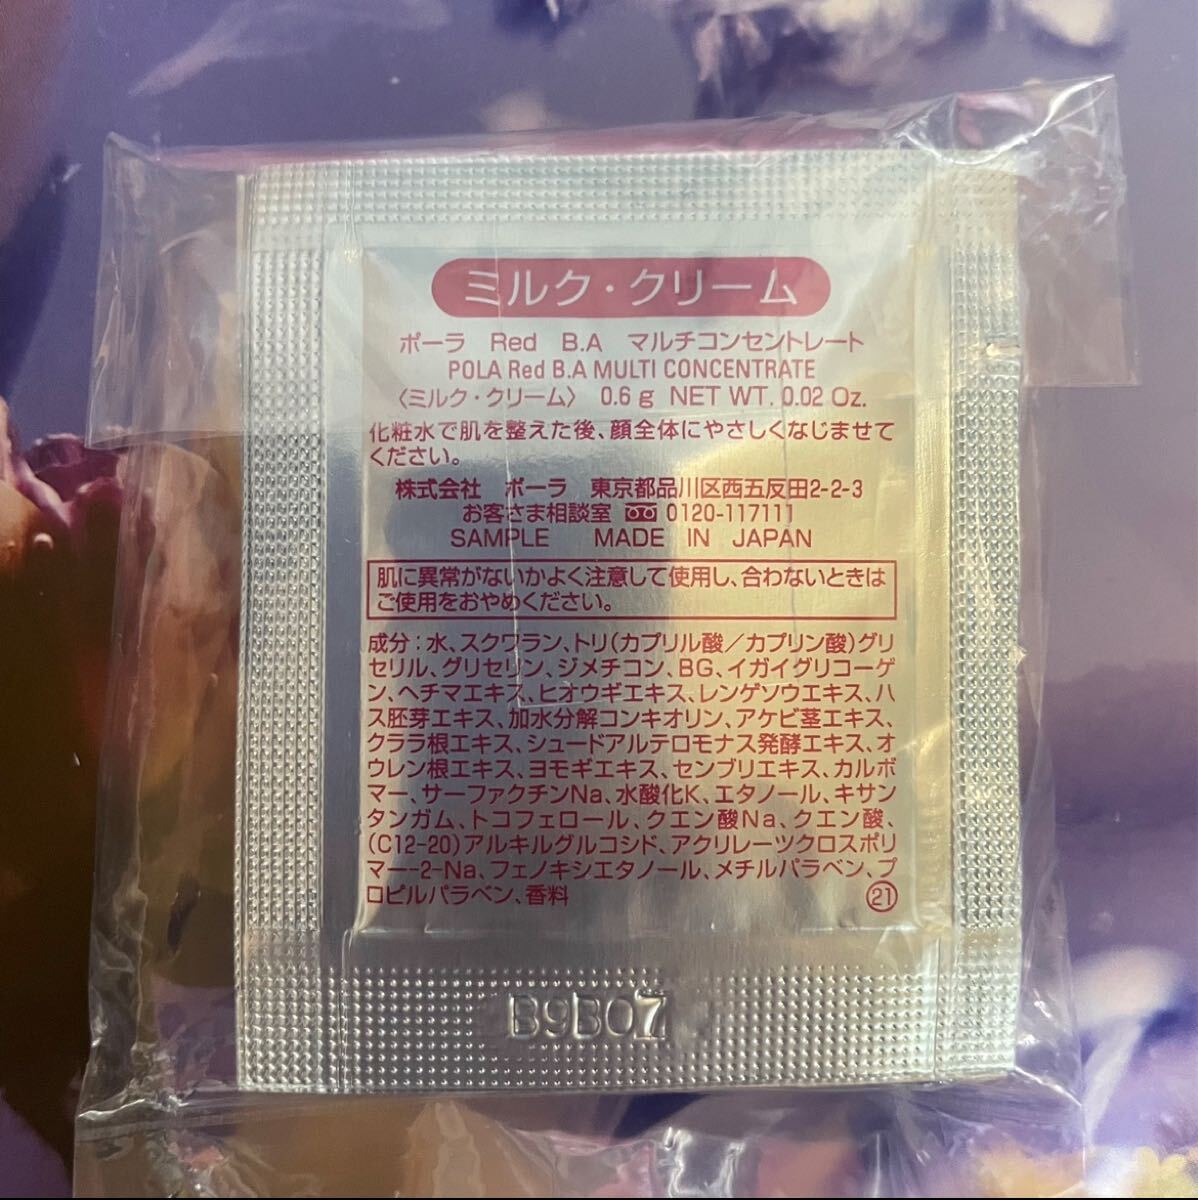 ミルク・クリーム
ポーラ Red B.A マルチコンセントレート
POLA Red B.A MULTI CONCENTRATE
〈ミルク・クリーム〉 0.6g NET WT. 0.02 Oz.
化粧水で肌を整えた後、顔全体にやさしくなじませて
ください。
株式会社 ポーラ 東京都品川区西五反田2-2-3
お客さま相談室 0120-117111
SAMPLE MADE IN JAPAN
肌に異常がないかよく注意して使用し、合わないときは
ご使用をおやめください。
成分：水、スクワラン、トリ(カプリル酸／カプリン酸)グリ
セリル、グリセリン、ジメチコン、BG、イガイグリコーゲ
ン、ヘチマエキス、ヒオウギエキス、レンゲソウエキス、ハ
ス胚芽エキス、加水分解コンキオリン、アケビ茎エキス、
クララ根エキス、シュードアルテロモナス発酵エキス、オ
ウレン根エキス、ヨモギエキス、センブリエキス、カルボ
マー、サーファクチンNa、水酸化K、エタノール、キサン
タンガム、トコフェロール、クエン酸Na、クエン酸、
(C12-20)アルキルグルコシド、アクリレーツクロスポリ
マー-2-Na、フェノキシエタノール、メチルパラベン、プ
ロピルパラベン、香料 ㉑
B9B07